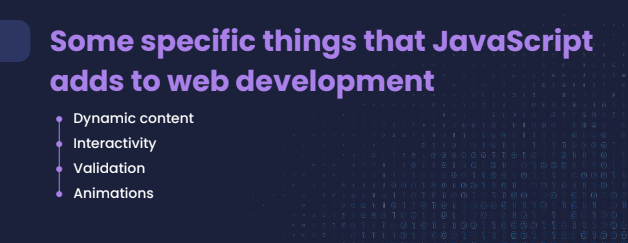 Some specific things that JavaScript
adds to web development
Dynamic content
Interactivity
Validation
Animations